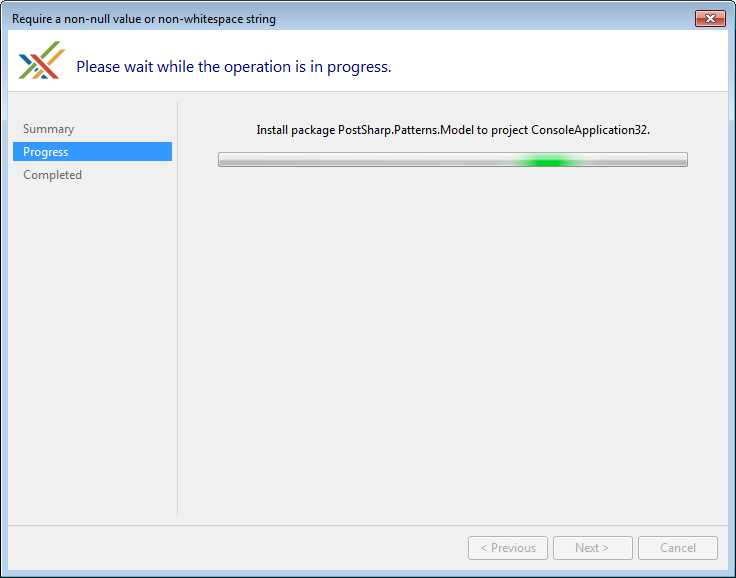 Require a non-null value or non-whitespace string
Please wait while the operation is in progress.
Summary
Progress
Completed
Install package PostSharp.Patterns.Model to project ConsoleApplication32.
< Previous
Next >
Cancel